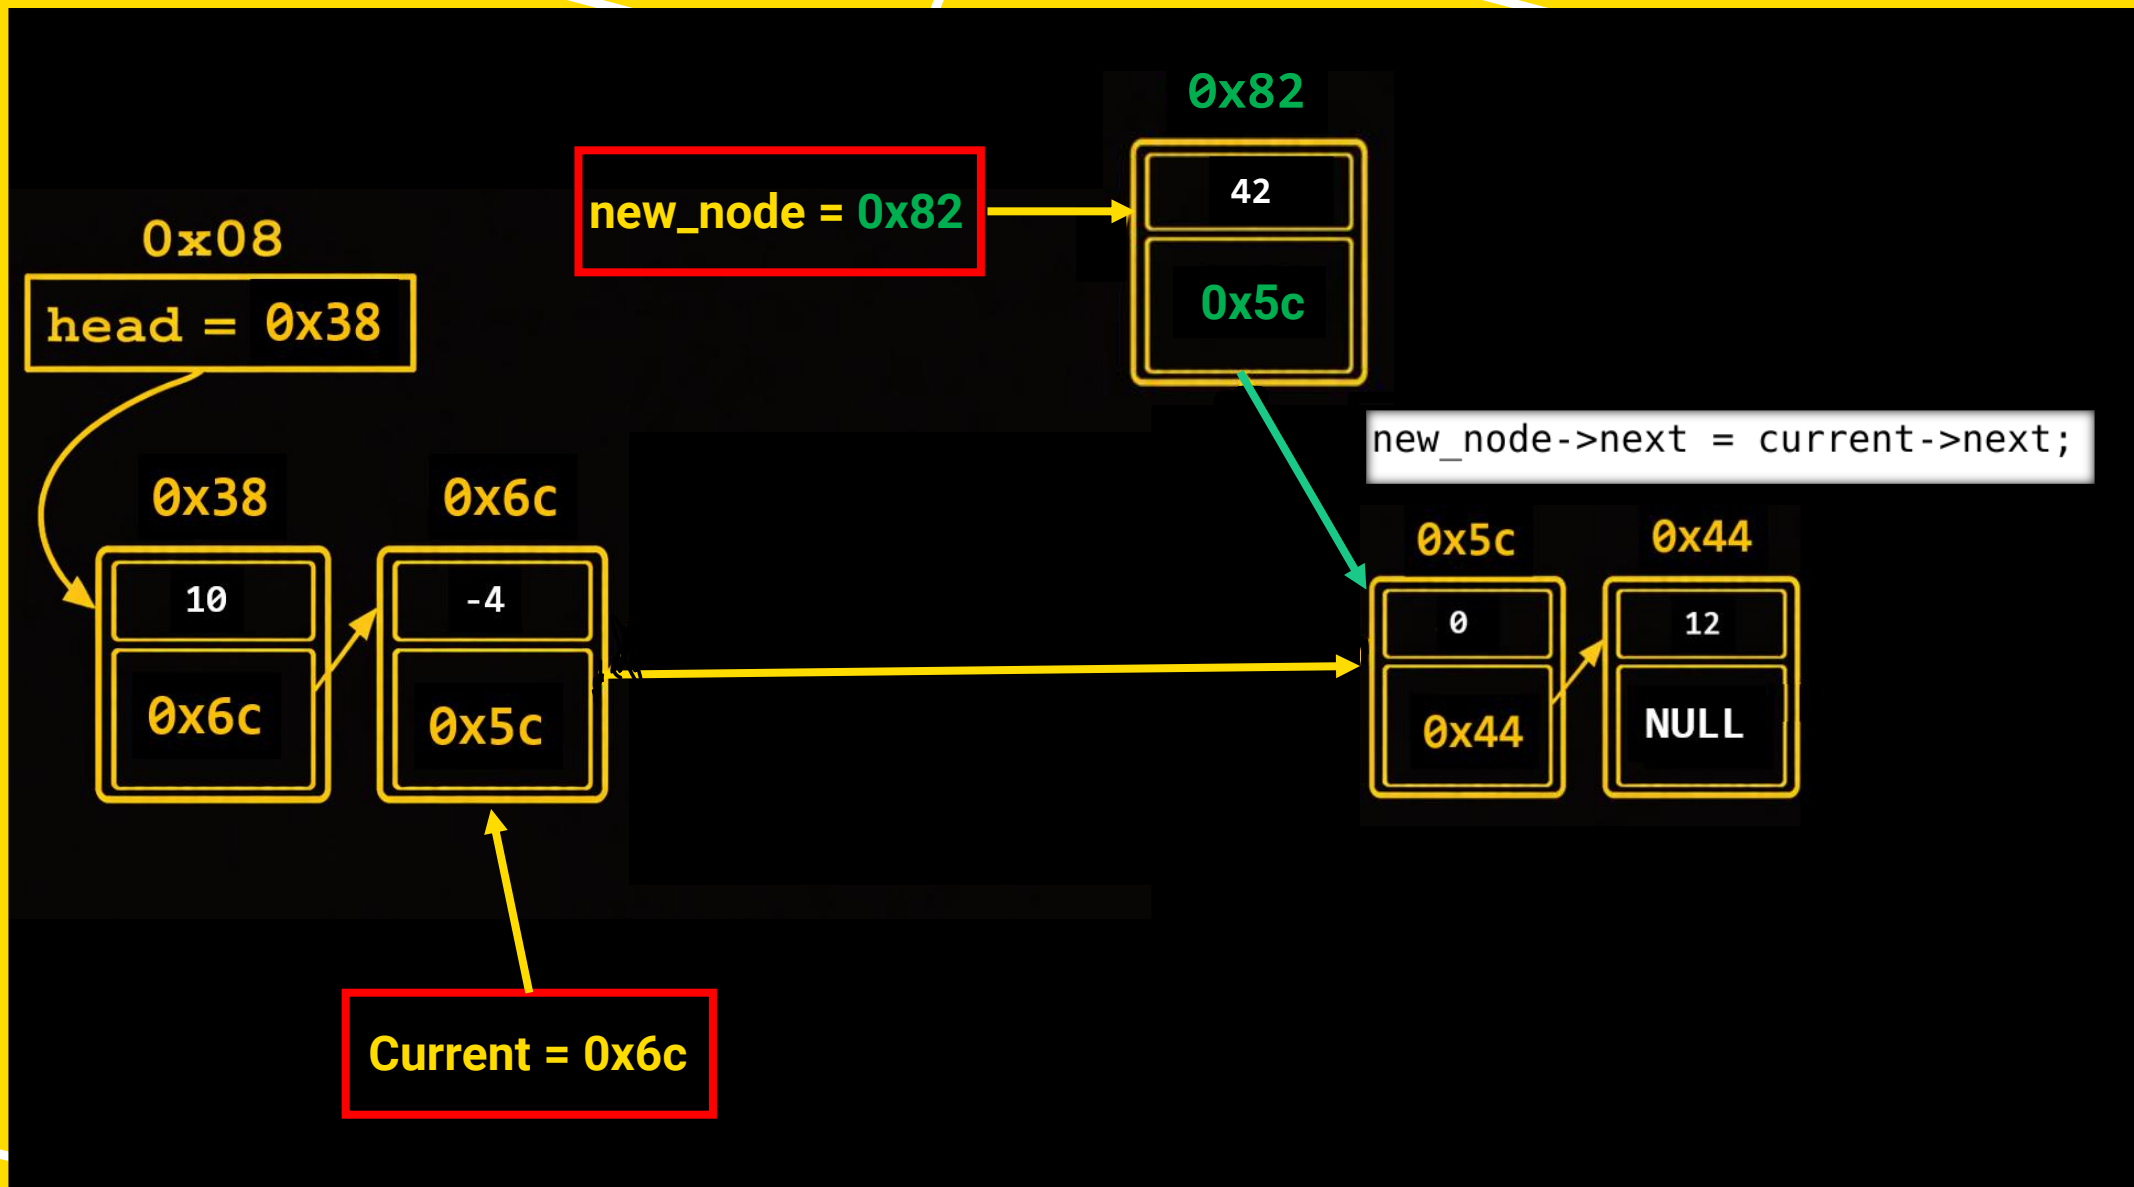 0x82
42
new_node = 0x82
0x5c
0x08
head = 0x38
new_node->next = current->next;
0x38
0x6c
0x5c
0x44
10
-4
0
12
0x6c
0x5c
0x44
NULL
Current = 0x6c